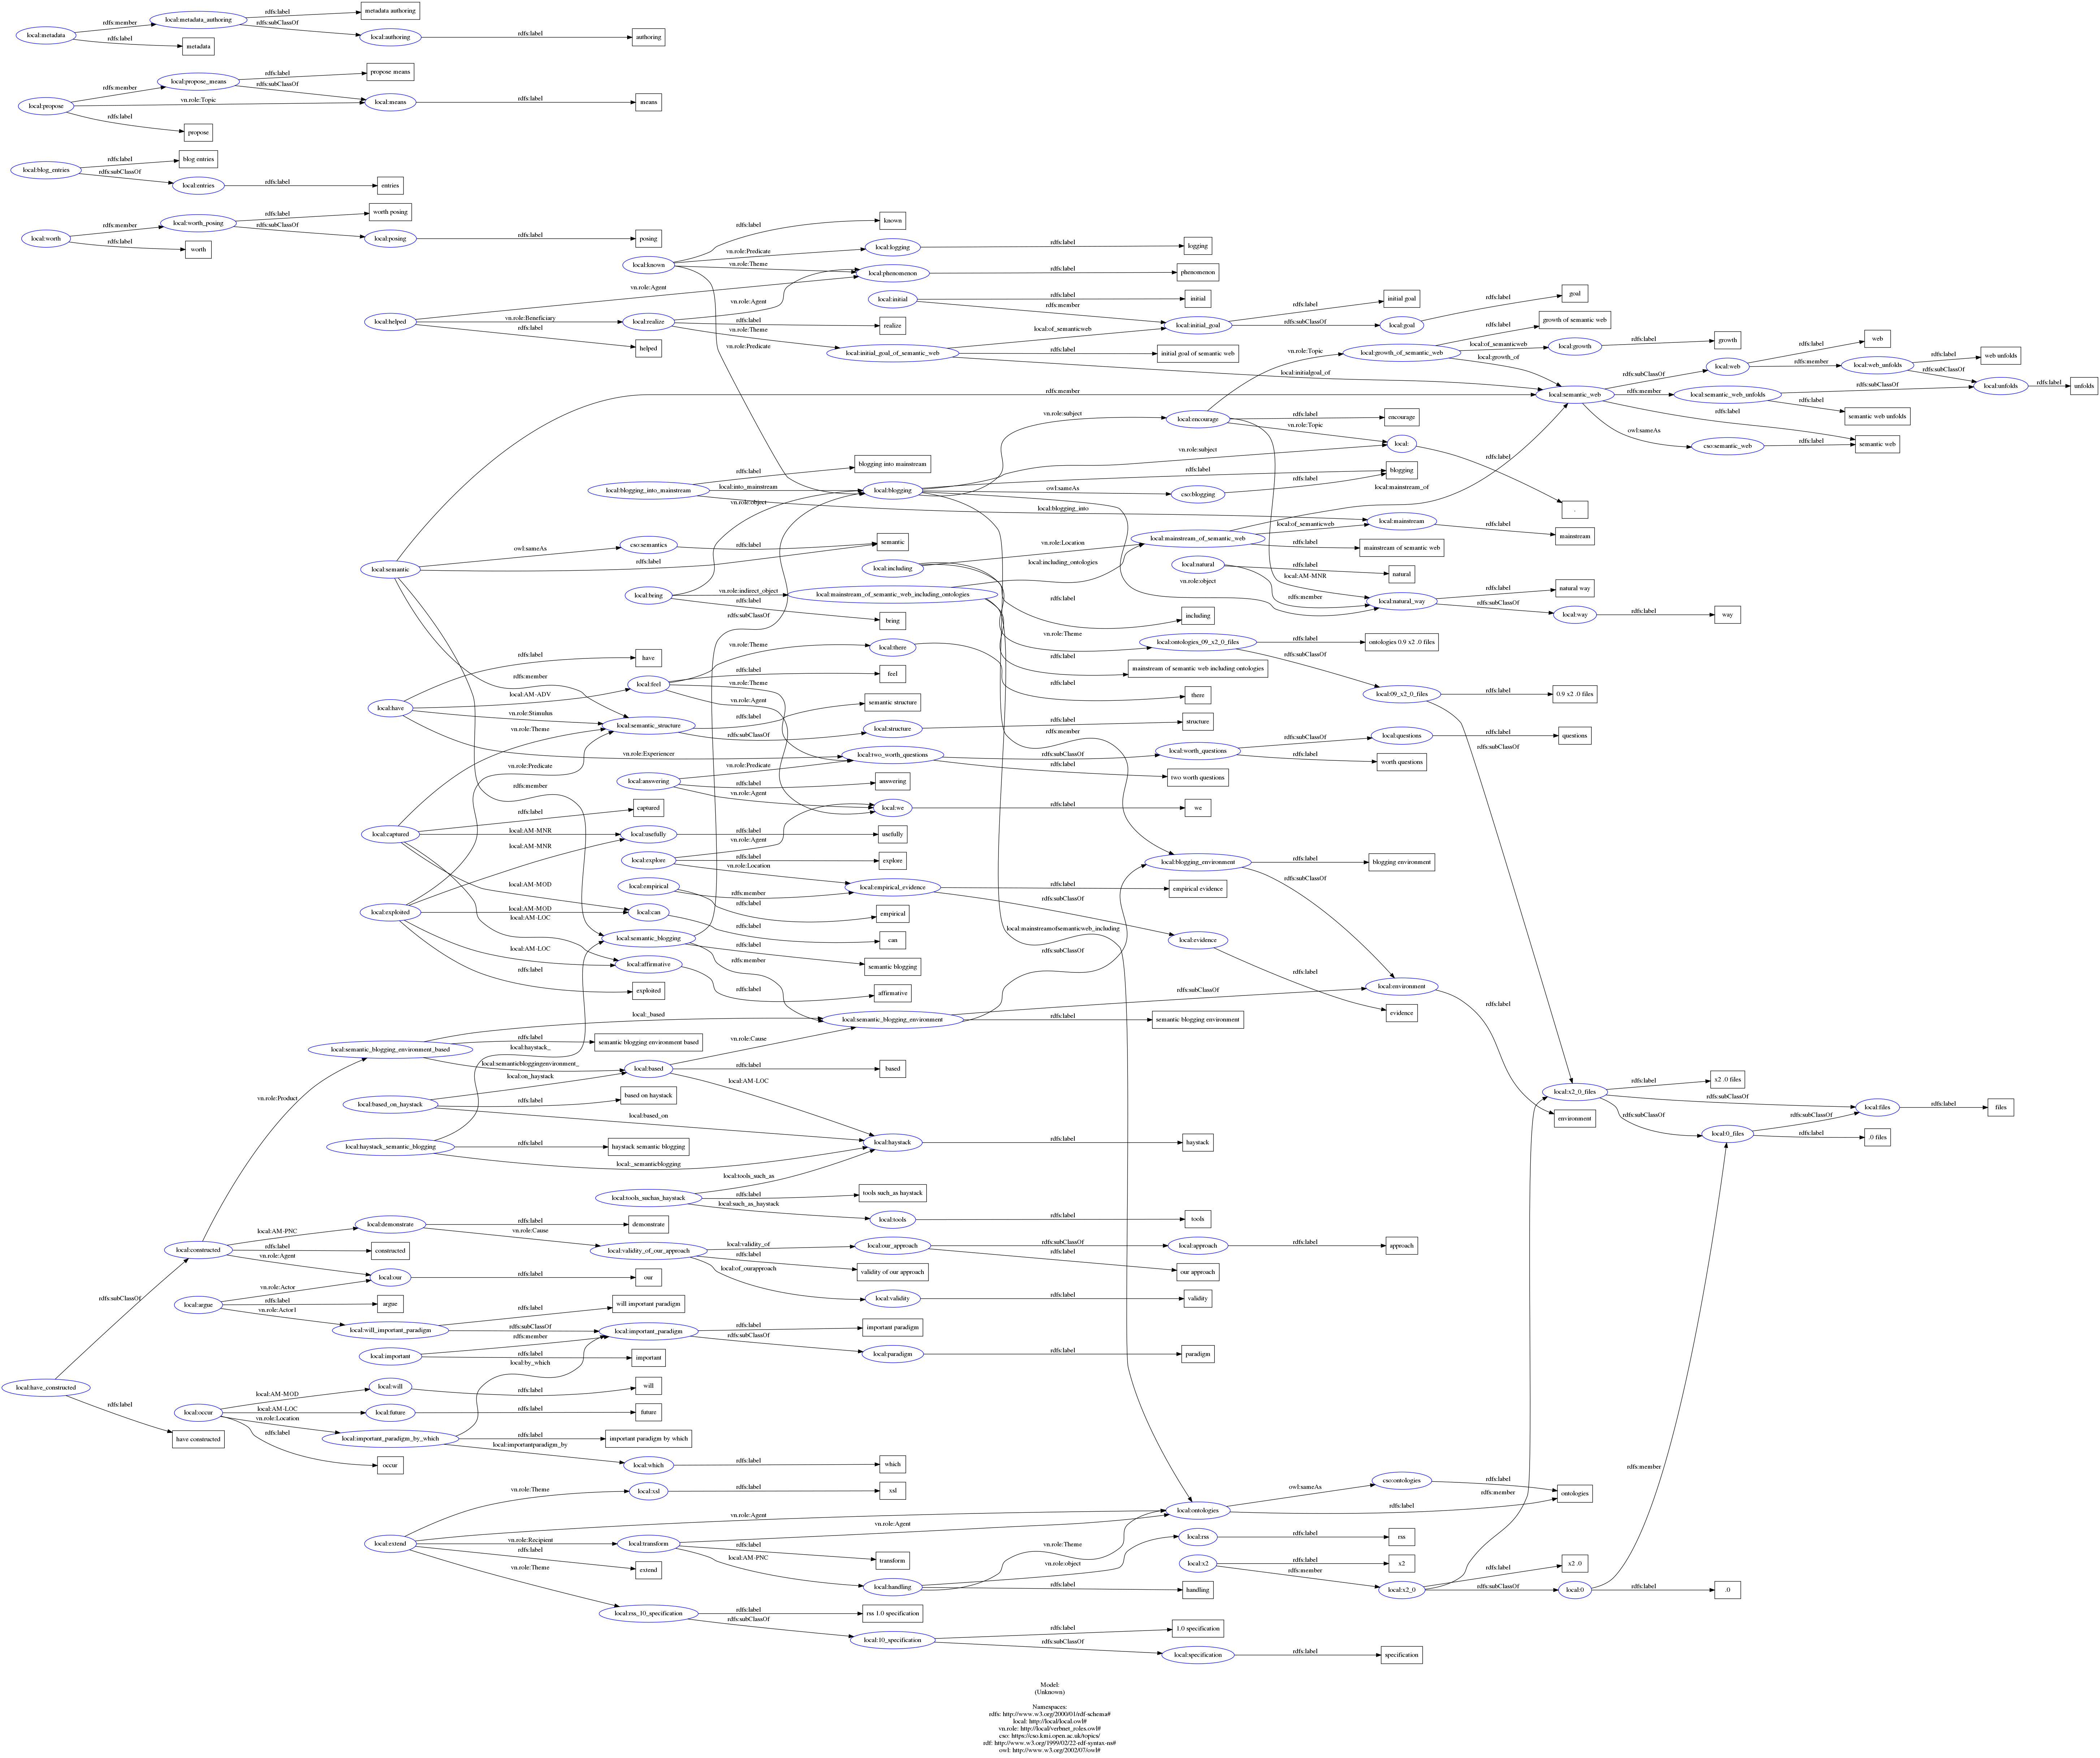 local:metadata
rdfs:member
local:metadata_authoring
rdfs:label
metadata authoring
rdfs:subClassOf
local:authoring
rdfs:label
authoring
rdfs:label
metadata
local:propose
rdfs:member
local:propose_means
rdfs:label
propose means
rdfs:subClassOf
vn.role:Topic
local:means
rdfs:label
means
rdfs:label
propose
local:blog_entries
rdfs:label
blog entries
rdfs:subClassOf
local:entries
rdfs:label
entries
local:worth
rdfs:member
local:worth_posing
rdfs:label
worth posing
rdfs:subClassOf
local:posing
rdfs:label
posing
rdfs:label
worth
local:known
rdfs:label
known
vn.role:Predicate
local:logging
rdfs:label
logging
vn.role:Theme
local:phenomenon
rdfs:label
phenomenon
vn.role:Predicate
local:helped
vn.role:Agent
vn.role:Beneficiary
rdfs:label
helped
local:realize
vn.role:Agent
rdfs:label
realize
vn.role:Theme
local:initial
rdfs:label
initial
rdfs:member
local:initial_goal
rdfs:label
initial goal
rdfs:subClassOf
local:goal
rdfs:label
goal
local:initial_goal_of_semantic_web
local:of_semanticweb
rdfs:label
initial goal of semantic web
local:initialgoal_of
vn.role:Topic
local:growth_of_semantic_web
rdfs:label
growth of semantic web
local:of_semanticweb
local:growth
rdfs:label
growth
local:growth_of
rdfs:member
local:semantic_web
rdfs:subClassOf
local:web
rdfs:label
web
rdfs:member
local:web_unfolds
rdfs:label
web unfolds
rdfs:subClassOf
rdfs:member
local:semantic_web_unfolds
rdfs:subClassOf
local:unfolds
rdfs:label
unfolds
rdfs:label
semantic web unfolds
rdfs:label
semantic web
owl:sameAs
cso:semantic_web
rdfs:label
vn.role:subject
local:encourage
rdfs:label
encourage
vn.role:Topic
local:
rdfs:label
.
vn.role:subject
local:blogging_into_mainstream
rdfs:label
blogging into mainstream
local:into_mainstream
local:blogging_into
local:blogging
rdfs:label
blogging
owl:sameAs
cso:blogging
rdfs:label
vn.role:object
local:mainstream_of
local:mainstream
rdfs:label
mainstream
local:semantic
owl:sameAs
cso:semantics
rdfs:label
semantic
rdfs:label
local:including
vn.role:Location
local:mainstream_of_semantic_web
local:of_semanticweb
rdfs:label
mainstream of semantic web
local:including_ontologies
local:natural
rdfs:label
natural
local:AM-MNR
rdfs:member
vn.role:object
local:natural_way
rdfs:label
natural way
rdfs:subClassOf
local:way
rdfs:label
way
local:bring
vn.role:indirect_object
local:mainstream_of_semantic_web_including_ontologies
rdfs:label
bring
rdfs:subClassOf
rdfs:label
including
vn.role:Theme
local:ontologies_09_x2_0_files
rdfs:label
ontologies 0.9 x2 .0 files
rdfs:subClassOf
rdfs:label
mainstream of semantic web including ontologies
local:09_x2_0_files
rdfs:label
0.9 x2 .0 files
rdfs:subClassOf
vn.role:Theme
local:there
rdfs:label
there
local:have
rdfs:label
have
local:AM-ADV
local:feel
rdfs:label
feel
vn.role:Theme
vn.role:Agent
rdfs:member
vn.role:Stimulus
vn.role:Theme
local:semantic_structure
rdfs:label
semantic structure
rdfs:subClassOf
local:structure
rdfs:label
structure
rdfs:member
vn.role:Experiencer
local:two_worth_questions
rdfs:subClassOf
local:worth_questions
rdfs:subClassOf
local:questions
rdfs:label
questions
rdfs:label
worth questions
rdfs:label
two worth questions
vn.role:Predicate
local:answering
vn.role:Predicate
rdfs:label
answering
vn.role:Agent
rdfs:member
local:we
rdfs:label
we
local:captured
rdfs:label
captured
local:AM-MNR
local:usefully
rdfs:label
usefully
vn.role:Agent
local:AM-MNR
local:explore
rdfs:label
explore
vn.role:Location
local:blogging_environment
rdfs:label
blogging environment
rdfs:subClassOf
local:AM-MOD
local:empirical
rdfs:member
rdfs:label
empirical
local:empirical_evidence
rdfs:label
empirical evidence
rdfs:subClassOf
local:exploited
local:AM-MOD
local:AM-LOC
local:can
rdfs:label
can
local:mainstreamofsemanticweb_including
local:evidence
rdfs:label
evidence
local:semantic_blogging
rdfs:label
semantic blogging
rdfs:member
rdfs:subClassOf
local:AM-LOC
local:affirmative
rdfs:label
affirmative
rdfs:label
exploited
local:environment
rdfs:label
environment
local:_based
local:semantic_blogging_environment
rdfs:subClassOf
rdfs:label
semantic blogging environment
local:semantic_blogging_environment_based
rdfs:label
semantic blogging environment based
local:haystack_
local:semanticbloggingenvironment_
vn.role:Cause
local:based
rdfs:label
based
local:AM-LOC
local:on_haystack
local:based_on_haystack
rdfs:label
based on haystack
local:based_on
vn.role:Product
local:x2_0_files
rdfs:label
x2 .0 files
rdfs:subClassOf
local:files
rdfs:label
files
rdfs:subClassOf
rdfs:subClassOf
local:0_files
rdfs:label
.0 files
local:haystack_semantic_blogging
rdfs:label
haystack semantic blogging
local:_semanticblogging
local:haystack
rdfs:label
haystack
local:tools_such_as
local:tools_suchas_haystack
rdfs:label
tools such_as haystack
local:such_as_haystack
local:tools
rdfs:label
tools
local:constructed
local:AM-PNC
local:demonstrate
rdfs:label
demonstrate
vn.role:Cause
rdfs:label
constructed
vn.role:Agent
local:validity_of_our_approach
local:validity_of
local:our_approach
rdfs:subClassOf
local:approach
rdfs:label
approach
rdfs:label
our approach
rdfs:label
validity of our approach
local:of_ourapproach
local:validity
rdfs:label
validity
local:our
rdfs:label
our
vn.role:Actor
local:argue
rdfs:label
argue
vn.role:Actor1
rdfs:subClassOf
local:will_important_paradigm
rdfs:label
will important paradigm
rdfs:subClassOf
local:important_paradigm
rdfs:label
important paradigm
rdfs:subClassOf
local:paradigm
rdfs:label
paradigm
rdfs:member
local:important
rdfs:label
important
local:by_which
local:have_constructed
rdfs:label
have constructed
local:occur
local:AM-MOD
local:will
rdfs:label
will
local:AM-LOC
local:future
rdfs:label
future
vn.role:Location
local:important_paradigm_by_which
rdfs:label
important paradigm by which
local:importantparadigm_by
rdfs:label
occur
local:which
rdfs:label
which
rdfs:member
local:extend
vn.role:Theme
local:xsl
rdfs:label
xsl
vn.role:Agent
local:ontologies
owl:sameAs
cso:ontologies
rdfs:label
ontologies
rdfs:label
rdfs:member
vn.role:Recipient
local:transform
vn.role:Agent
rdfs:label
transform
local:AM-PNC
rdfs:label
extend
vn.role:Theme
local:handling
vn.role:Theme
vn.role:object
rdfs:label
handling
local:rss
rdfs:label
rss
local:x2
rdfs:label
x2
rdfs:member
local:x2_0
rdfs:label
x2 .0
rdfs:subClassOf
local:0
rdfs:label
.0
local:rss_10_specification
rdfs:label
rss 1.0 specification
rdfs:subClassOf
local:10_specification
rdfs:label
1.0 specification
rdfs:subClassOf
local:specification
rdfs:label
specification
Model:
(Unknown)
Namespaces:
rdfs: http://www.w3.org/2000/01/rdf-schema#
local: http://local/local.owl#
vn.role: http://local/verbnet_roles.owl#
cso: https://cso.kmi.open.ac.uk/topics/
rdf: http://www.w3.org/1999/02/22-rdf-syntax-ns#
owl: http://www.w3.org/2002/07/owl#